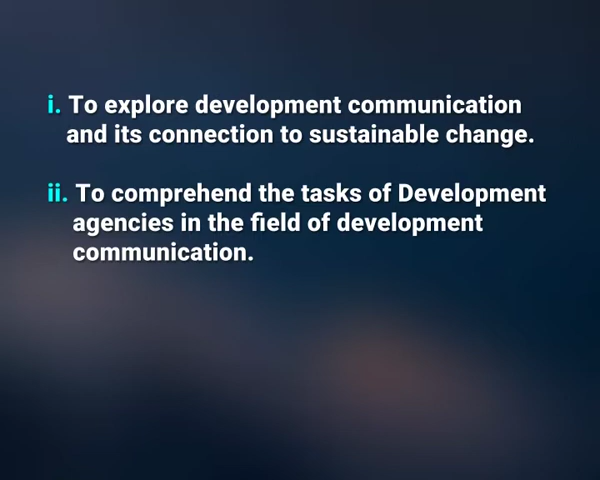 i. To explore development communication
and its connection to sustainable change.
ii. To comprehend the tasks of Development
agencies in the field of development
communication.